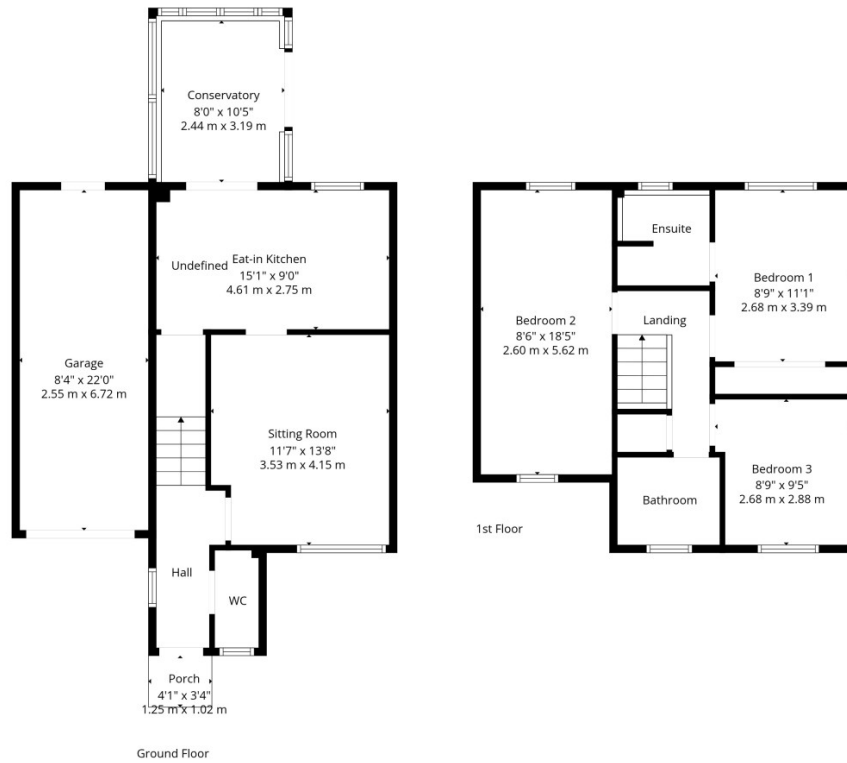 Conservatory
8'0" x 10'5"
2.44 m x 3.19 m
Undefined
Eat-in Kitchen
15'1" x 9'0"
4.61 m x 2.75 m
Garage
8'4" x 22'0"
2.55 m x 6.72 m
Sitting Room
11'7" x 13'8"
3.53 m x 4.15 m
Hall
WC
Porch
4'1" x 3'4"
1.25 m x 1.02 m
Ground Floor
Ensuite
Bedroom 1
8'9" x 11'1"
2.68 m x 3.39 m
Bedroom 2
8'6" x 18'5"
2.60 m x 5.62 m
Landing
Bedroom 3
8'9" x 9'5"
2.68 m x 2.88 m
Bathroom
1st Floor